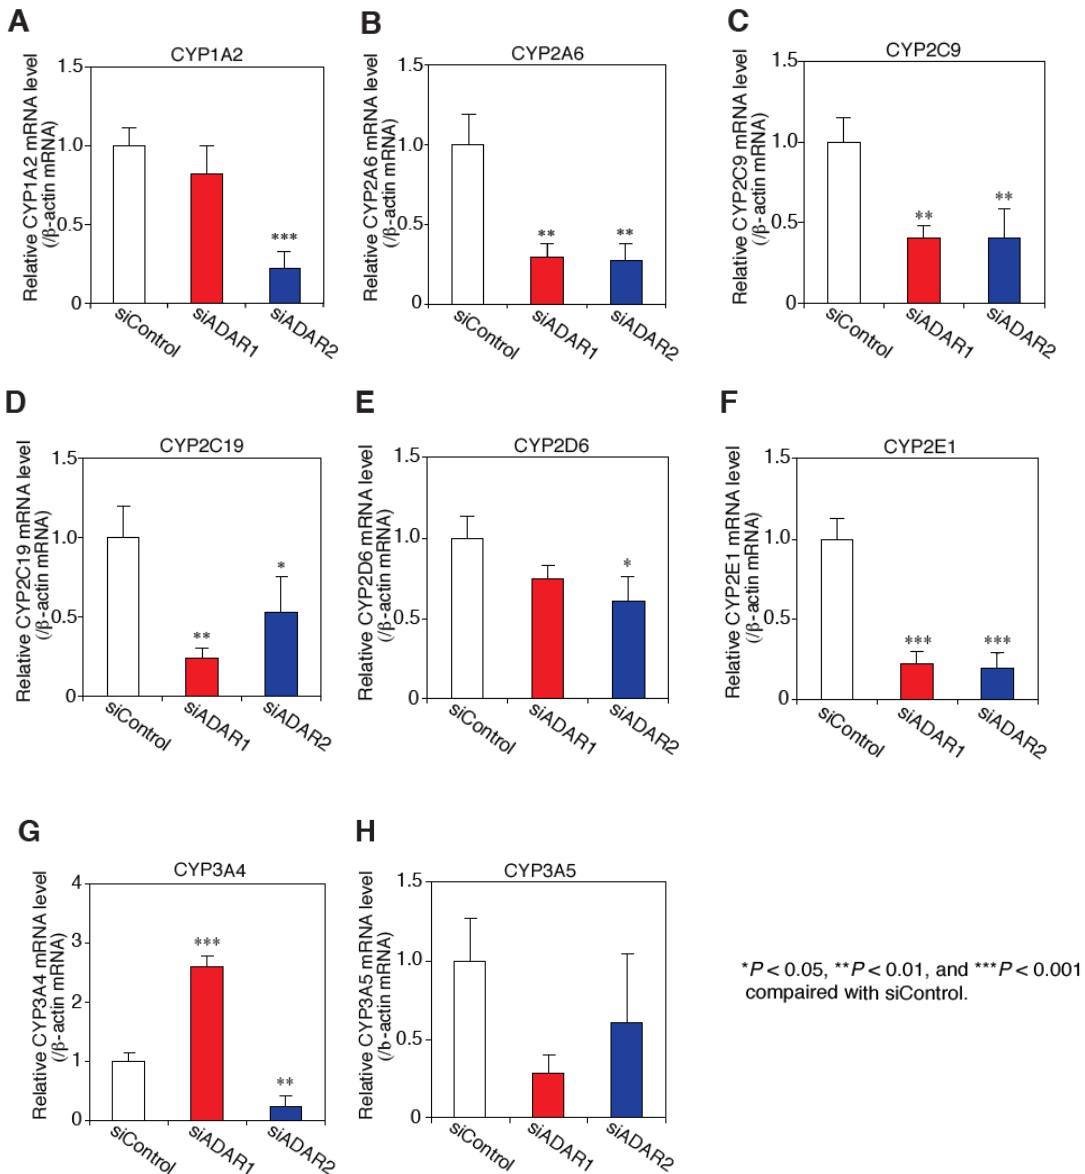 A
CYP1A2
Relative CYP1A2 mRNA level
(/β-actin mRNA)
1.5
1.0
0.5
0
siControl
siADAR1
siADAR2
***
B
CYP2A6
Relative CYP2A6 mRNA level
(/β-actin mRNA)
1.5
1.0
0.5
0
siControl
siADAR1
siADAR2
**
**
C
CYP2C9
Relative CYP2C9 mRNA level
(/β-actin mRNA)
1.5
1.0
0.5
0
siControl
siADAR1
siADAR2
**
**
D
CYP2C19
Relative CYP2C19 mRNA level
(/β-actin mRNA)
1.5
1.0
0.5
0
siControl
siADAR1
siADAR2
**
*
E
CYP2D6
Relative CYP2D6 mRNA level
(/β-actin mRNA)
1.5
1.0
0.5
0
siControl
siADAR1
siADAR2
*
F
CYP2E1
Relative CYP2E1 mRNA level
(/β-actin mRNA)
1.5
1.0
0.5
0
siControl
siADAR1
siADAR2
***
***
G
CYP3A4
Relative CYP3A4 mRNA level
(/β-actin mRNA)
4
3
2
1
0
siControl
siADAR1
siADAR2
***
**
H
CYP3A5
Relative CYP3A5 mRNA level
(/b-actin mRNA)
1.5
1.0
0.5
0
siControl
siADAR1
siADAR2
*P < 0.05, **P < 0.01, and ***P < 0.001
compaired with siControl.